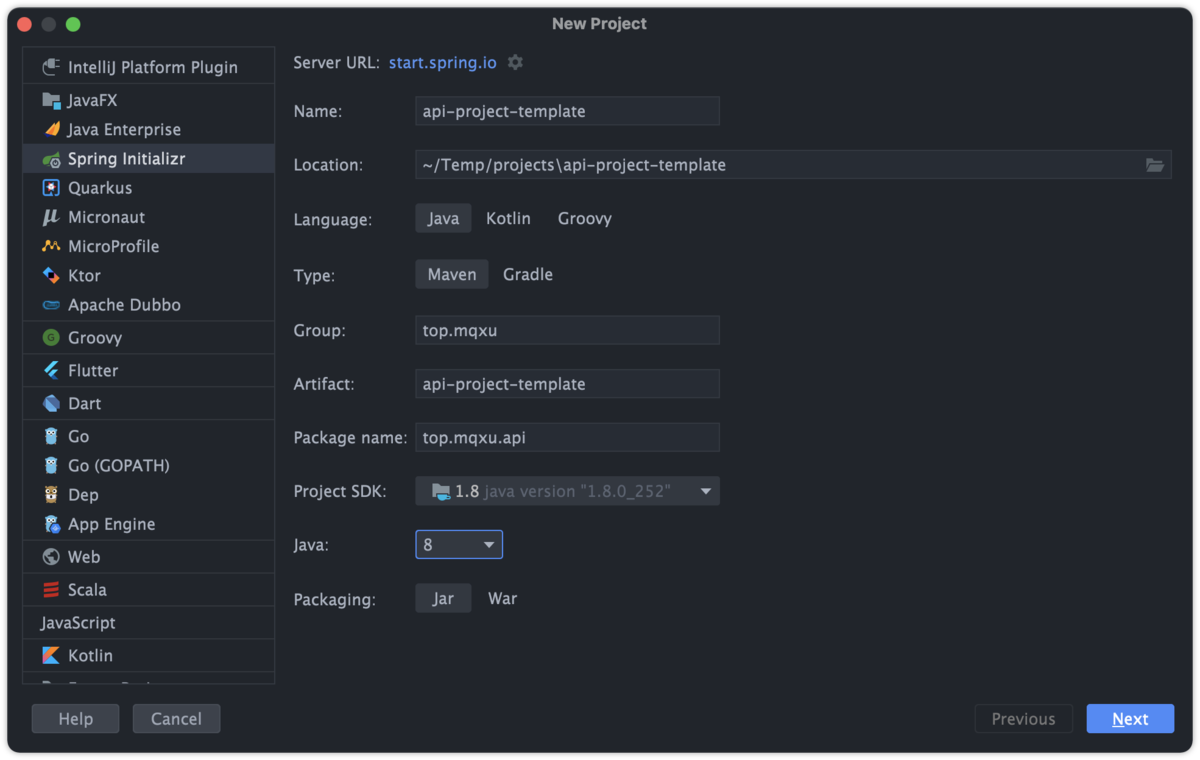 New Project
IntelliJ Platform Plugin
JavaFX
Java Enterprise
Spring Initializr
Quarkus
Micronaut
MicroProfile
Ktor
Apache Dubbo
Groovy
Flutter
Dart
Go
Go (GOPATH)
Dep
App Engine
Web
Scala
JavaScript
Kotlin
Server URL: start.spring.io
Name: api-project-template
Location: ~/Temp/projects\api-project-template
Language: Java Kotlin Groovy
Type: Maven Gradle
Group: top.mqxu
Artifact: api-project-template
Package name: top.mqxu.api
Project SDK: 1.8 java version "1.8.0_252"
Java: 8
Packaging: Jar War
Help Cancel Previous Next